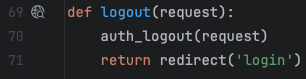 69 def logout(request):
70     auth_logout(request)
71     return redirect('login')